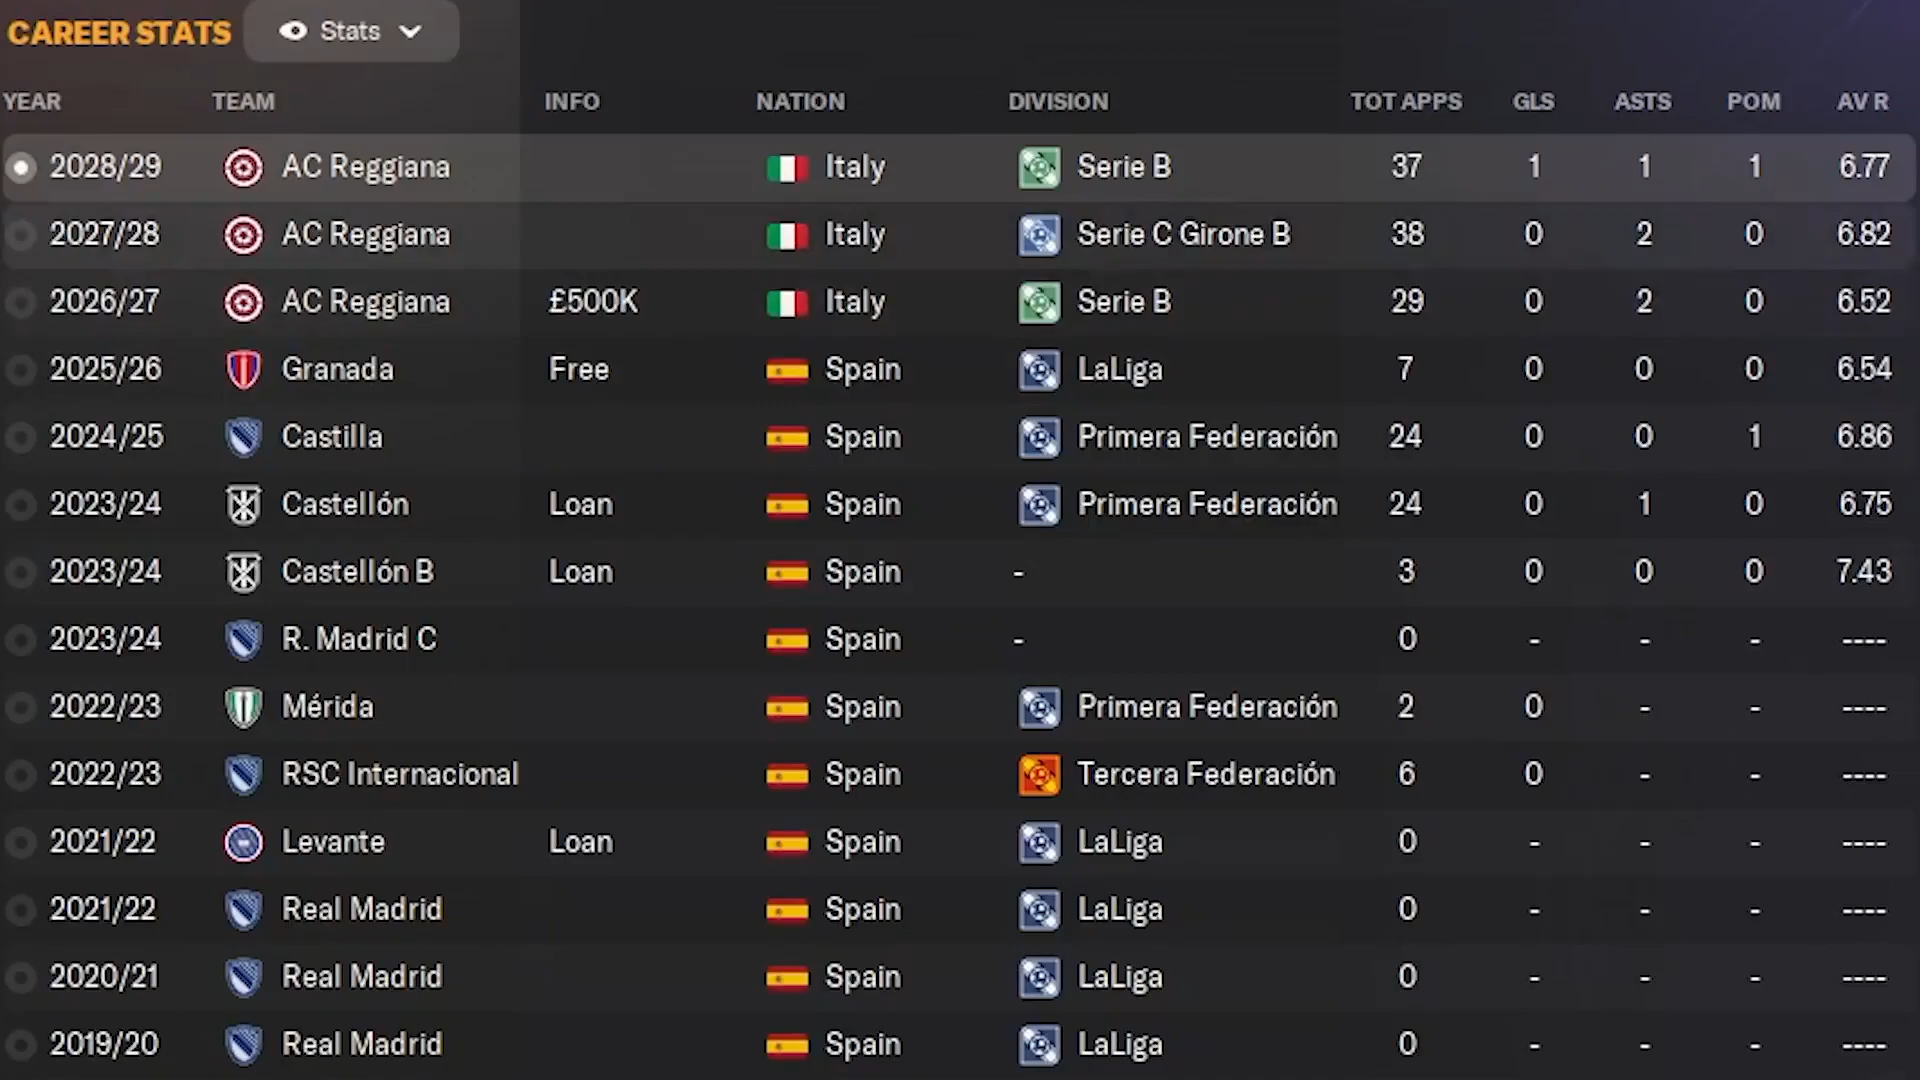 CAREER STATS Stats
YEAR TEAM INFO NATION DIVISION TOT APPS GLS ASTS POM AV R
2028/29 AC Reggiana Italy Serie B 37 1 1 1 6.77
2027/28 AC Reggiana Italy Serie C Girone B 38 0 2 0 6.82
2026/27 AC Reggiana £500K Italy Serie B 29 0 2 0 6.52
2025/26 Granada Free Spain LaLiga 7 0 0 0 6.54
2024/25 Castilla Spain Primera Federación 24 0 0 1 6.86
2023/24 Castellón Loan Spain Primera Federación 24 0 1 0 6.75
2023/24 Castellón B Loan Spain - 3 0 0 0 7.43
2023/24 R. Madrid C Spain - 0 - - - ----
2022/23 Mérida Spain Primera Federación 2 0 - - ----
2022/23 RSC Internacional Spain Tercera Federación 6 0 - - ----
2021/22 Levante Loan Spain LaLiga 0 - - - ----
2021/22 Real Madrid Spain LaLiga 0 - - - ----
2020/21 Real Madrid Spain LaLiga 0 - - - ----
2019/20 Real Madrid Spain LaLiga 0 - - - ----